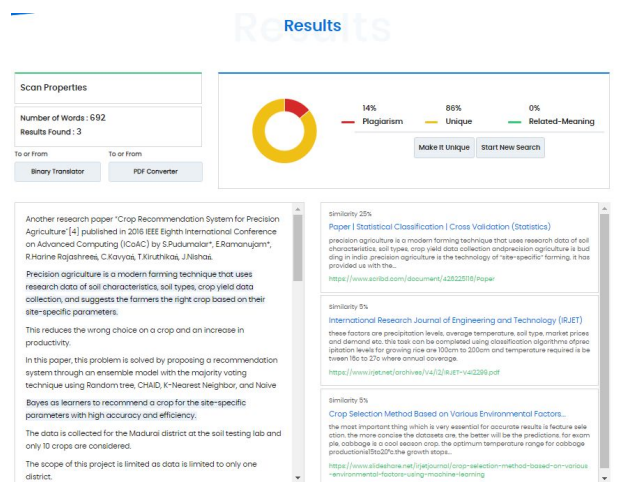 Results
Scan Properties
Number of Words : 692
Results Found : 3
To or From
To or From
Binary Translator
PDF Converter
14%
Plagiarism
86%
Unique
0%
Related-Meaning
Make It Unique
Start New Search
Another research paper "Crop Recommendation System for Precision
Agriculture"[4] published in 2016 IEEE Eighth International Conference
on Advanced Computing (ICoAC) by S.Pudumalar*, E.Ramanujam*,
R.Harine Rajashreeń, C.Kavyań, T.Kiruthikań, J.Nishań.
Precision agriculture is a modern farming technique that uses
research data of soil characteristics, soil types, crop yield data
collection, and suggests the farmers the right crop based on their
site-specific parameters.
This reduces the wrong choice on a crop and an increase in
productivity.
In this paper, this problem is solved by proposing a recommendation
system through an ensemble model with the majority voting
technique using Random tree, CHAID, K-Nearest Neighbor, and Naive
Bayes as learners to recommend a crop for the site-specific
parameters with high accuracy and efficiency.
The data is collected for the Madurai district at the soil testing lab and
only 10 crops are considered.
The scope of this project is limited as data is limited to only one
district.
Similarity 25%
Paper | Statistical Classification | Cross Validation (Statistics)
precision agriculture is a modern farming technique that uses research data of soil
characteristics, soil types, crop yield data collection andprecision agriculture is bud
ding in india .precision agriculture is the technology of "site-specific" farming. it has
provided us with the...
https://www.scribd.com/document/428225118/Paper
Similarity 5%
International Research Journal of Engineering and Technology (IRJET)
these factors are precipitation levels, average temperature, soil type, market prices
and demand etc. this task can be completed using classification algorithms ofprec
ipitation levels for growing rice are 100cm to 200cm and temperature required is be
tween 16c to 27c where annual coverage.
https://www.irjet.net/archives/V4/i2/IRJET-V4I2299.pdf
Similarity 5%
Crop Selection Method Based on Various Environmental Factors...
the most important thing which is very essential for accurate results is feature sele
ction. the more concise the datasets are, the better will be the predictions. for exam
ple, cabbage is a cool season crop. the optimum temperature range for cabbage
productionis15to20°c.the growth stops...
https://www.slideshare.net/irjetjournal/crop-selection-method-based-on-various
-environmental-factors-using-machine-learning